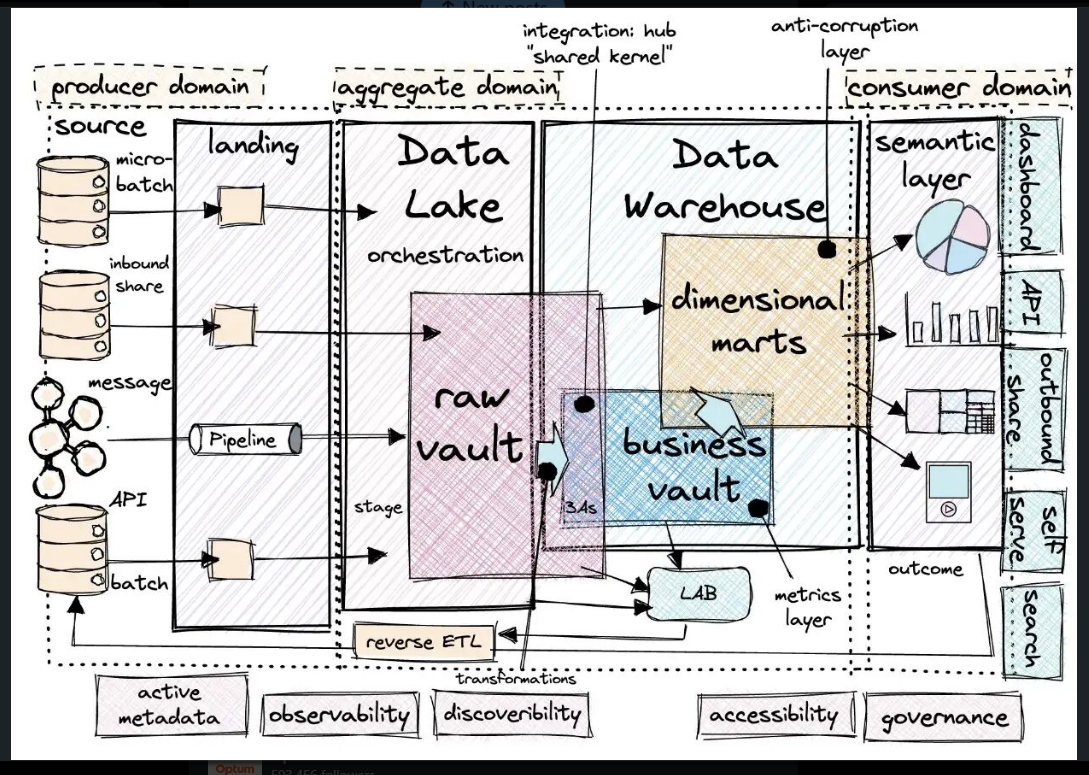 New posts
integration: hub
"shared kernel"
anti-corruption
layer
producer domain
aggregate domain
consumer domain
source
micro-
batch
inbound
share
message
API
batch
landing
Pipeline
Data
Lake
orchestration
raw
vault
stage
Data
Warehouse
dimensional
marts
business
vault
3As
semantic
layer
dashboard
API
outbound
share
self
serve
search
outcome
LAB
metrics
layer
reverse ETL
transformations
active
metadata
observability
discoveribility
accessibility
governance
Optum